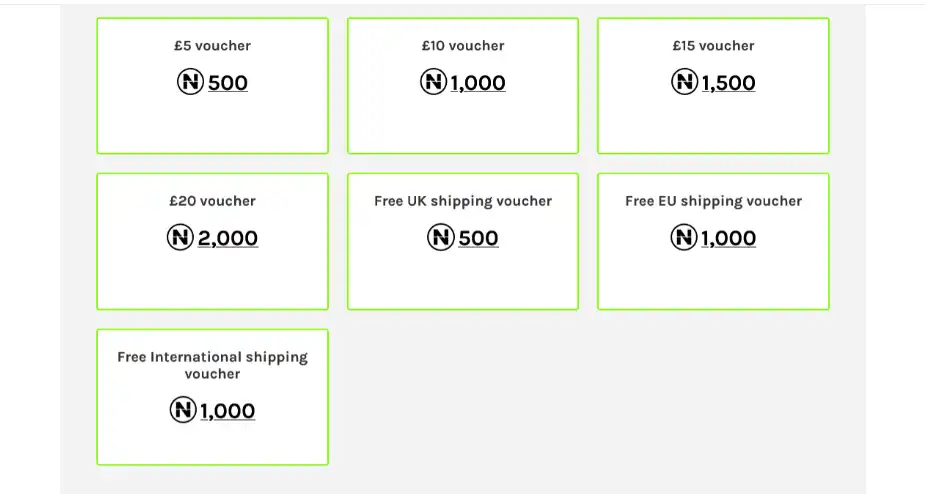 £5 voucher
N 500
£10 voucher
N 1,000
£15 voucher
N 1,500
£20 voucher
N 2,000
Free UK shipping voucher
N 500
Free EU shipping voucher
N 1,000
Free International shipping
voucher
N 1,000